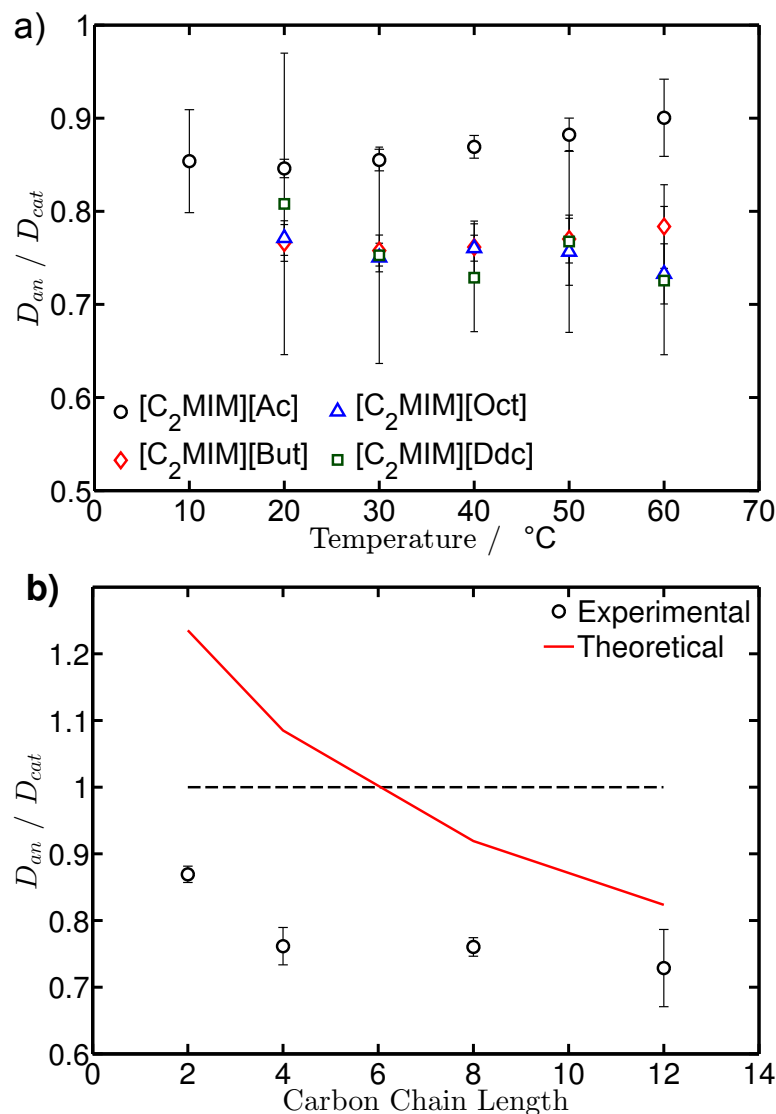 a)
1
0.9
0.8
0.7
0.6
0.5
D_an / D_cat
[C₂MIM][Ac]
[C₂MIM][Oct]
[C₂MIM][But]
[C₂MIM][Ddc]
0 10 20 30 40 50 60 70
Temperature / °C
b)
1.2
1.1
1
0.9
0.8
0.7
0.6
D_an / D_cat
Experimental
Theoretical
0 2 4 6 8 10 12 14
Carbon Chain Length